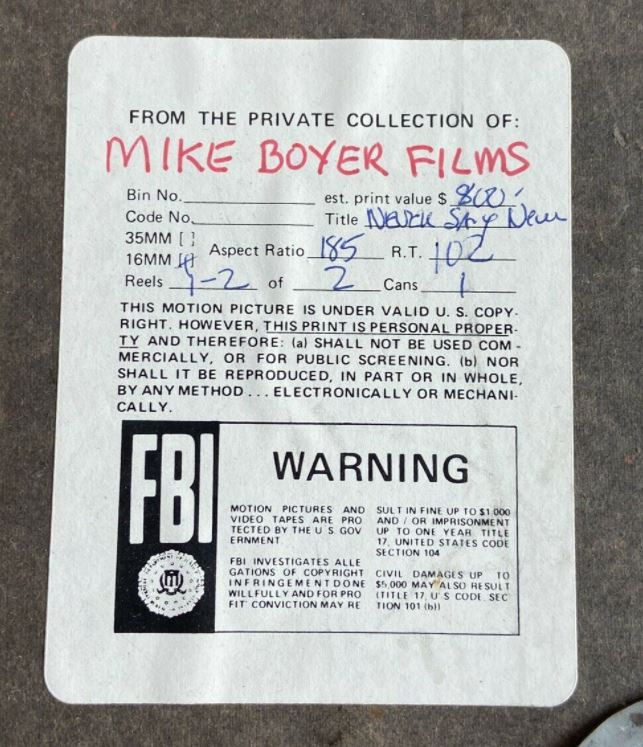 FROM THE PRIVATE COLLECTION OF:
MIKE BOYER FILMS
Bin No. est. print value $
Code No. Title NEVER SAY
35MM [ ]
16MM Aspect Ratio 185 R.T. 102
Reels 1-2 of 2 Cans 1
THIS MOTION PICTURE IS UNDER VALID U. S. COPY-
RIGHT. HOWEVER, THIS PRINT IS PERSONAL PROPER-
TY AND THEREFORE: (a) SHALL NOT BE USED COM-
MERCIALLY, OR FOR PUBLIC SCREENING. (b) NOR
SHALL IT BE REPRODUCED, IN PART OR IN WHOLE,
BY ANY METHOD . . . ELECTRONICALLY OR MECHANI-
CALLY.
FBI
WARNING
MOTION PICTURES AND
VIDEO TAPES ARE PRO
TECTED BY THE U S GOV
ERNMENT
FBI INVESTIGATES ALLE
GATIONS OF COPYRIGHT
INFRINGEMENT DONE
WILLFULLY AND FOR PRO
FIT CONVICTION MAY RE
SULT IN FINE UP TO $1,000
AND / OR IMPRISONMENT
UP TO ONE YEAR TITLE
17, UNITED STATES CODE
SECTION 104
CIVIL DAMAGES UP TO
$5,000 MAY ALSO RESULT
(TITLE 17, U S CODE, SEC
TION 101 (b))